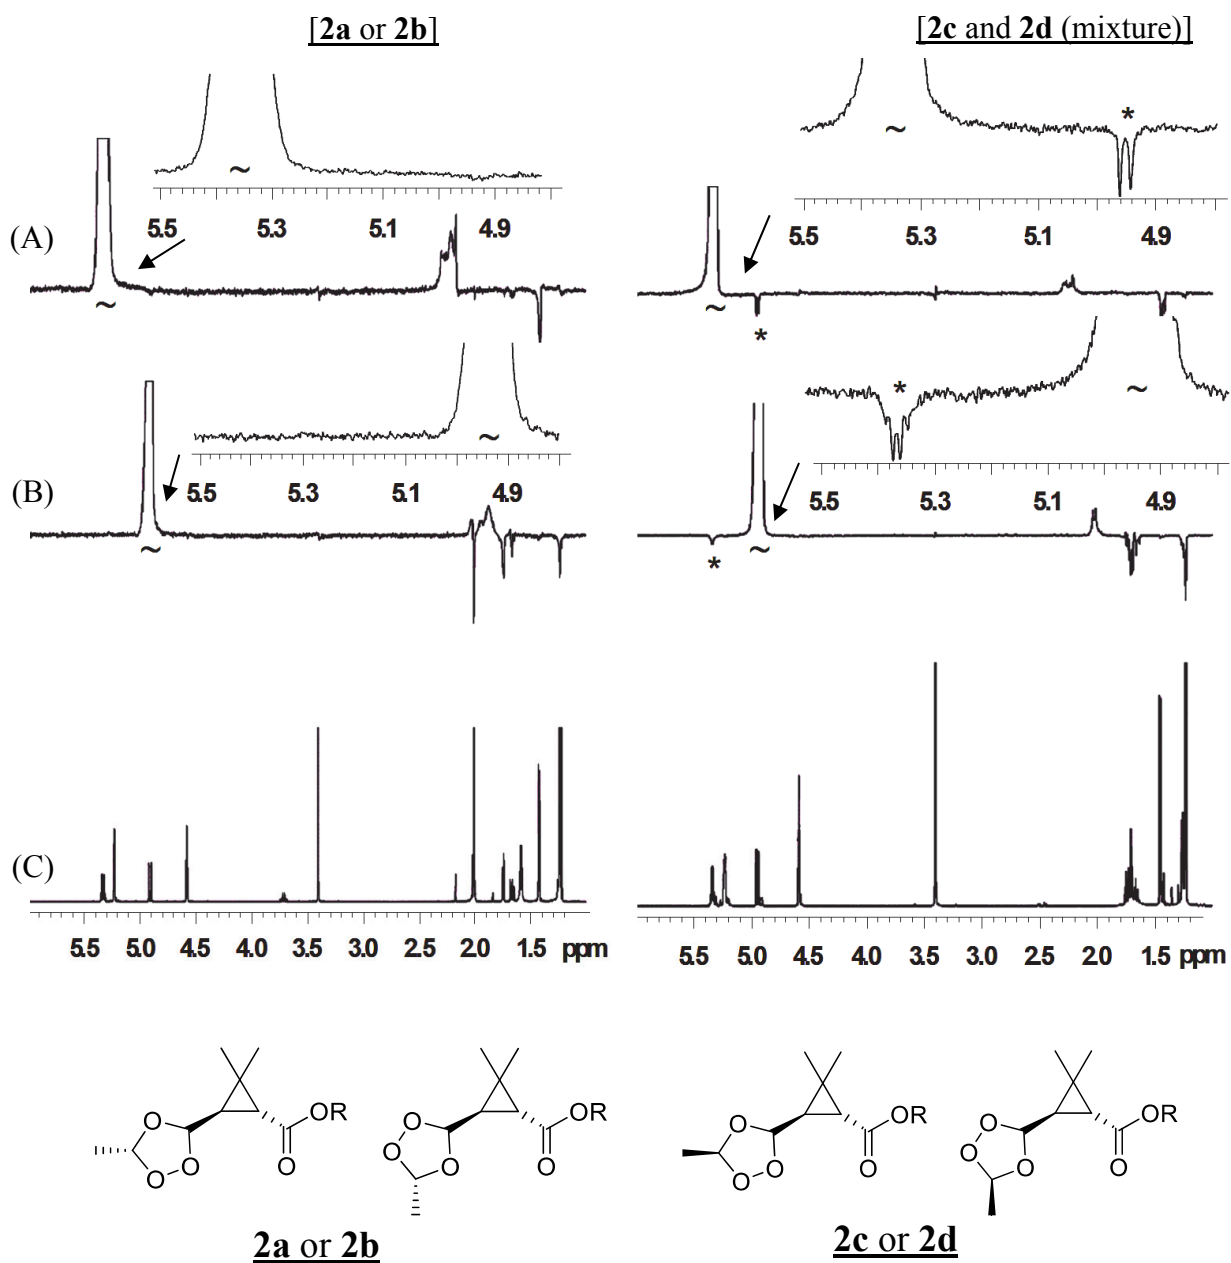 [2a or 2b]
[2c and 2d (mixture)]
*
~
~
5.5 5.3 5.1 4.9
5.5 5.3 5.1 4.9
(A)
~
~
*
*
~
~
5.5 5.3 5.1 4.9
5.5 5.3 5.1 4.9
(B)
~
*
~
(C)
5.5 5.0 4.5 4.0 3.5 3.0 2.5 2.0 1.5 ppm
5.5 5.0 4.5 4.0 3.5 3.0 2.5 2.0 1.5 ppm
O O O OR O
O O O OR O
O O O OR O
O O O OR O
2a or 2b
2c or 2d